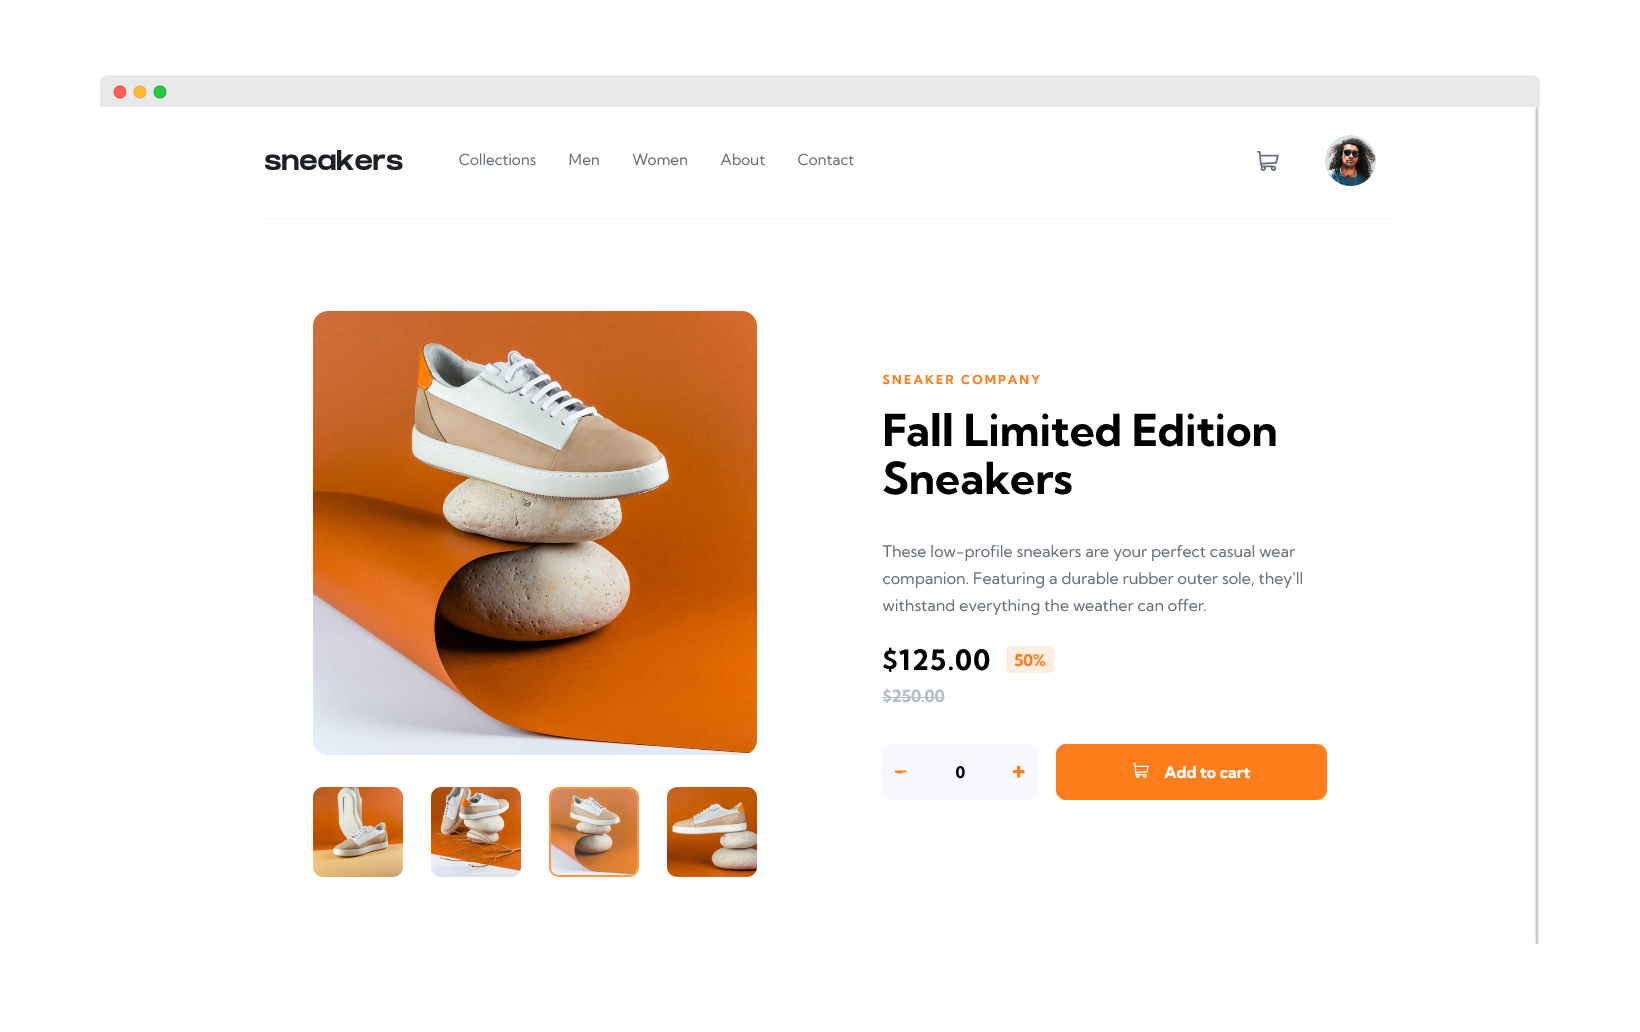 sneakers
Collections Men Women About Contact
SNEAKER COMPANY
Fall Limited Edition
Sneakers
These low-profile sneakers are your perfect casual wear
companion. Featuring a durable rubber outer sole, they'll
withstand everything the weather can offer.
$125.00 50%
$250.00
- 0 + Add to cart